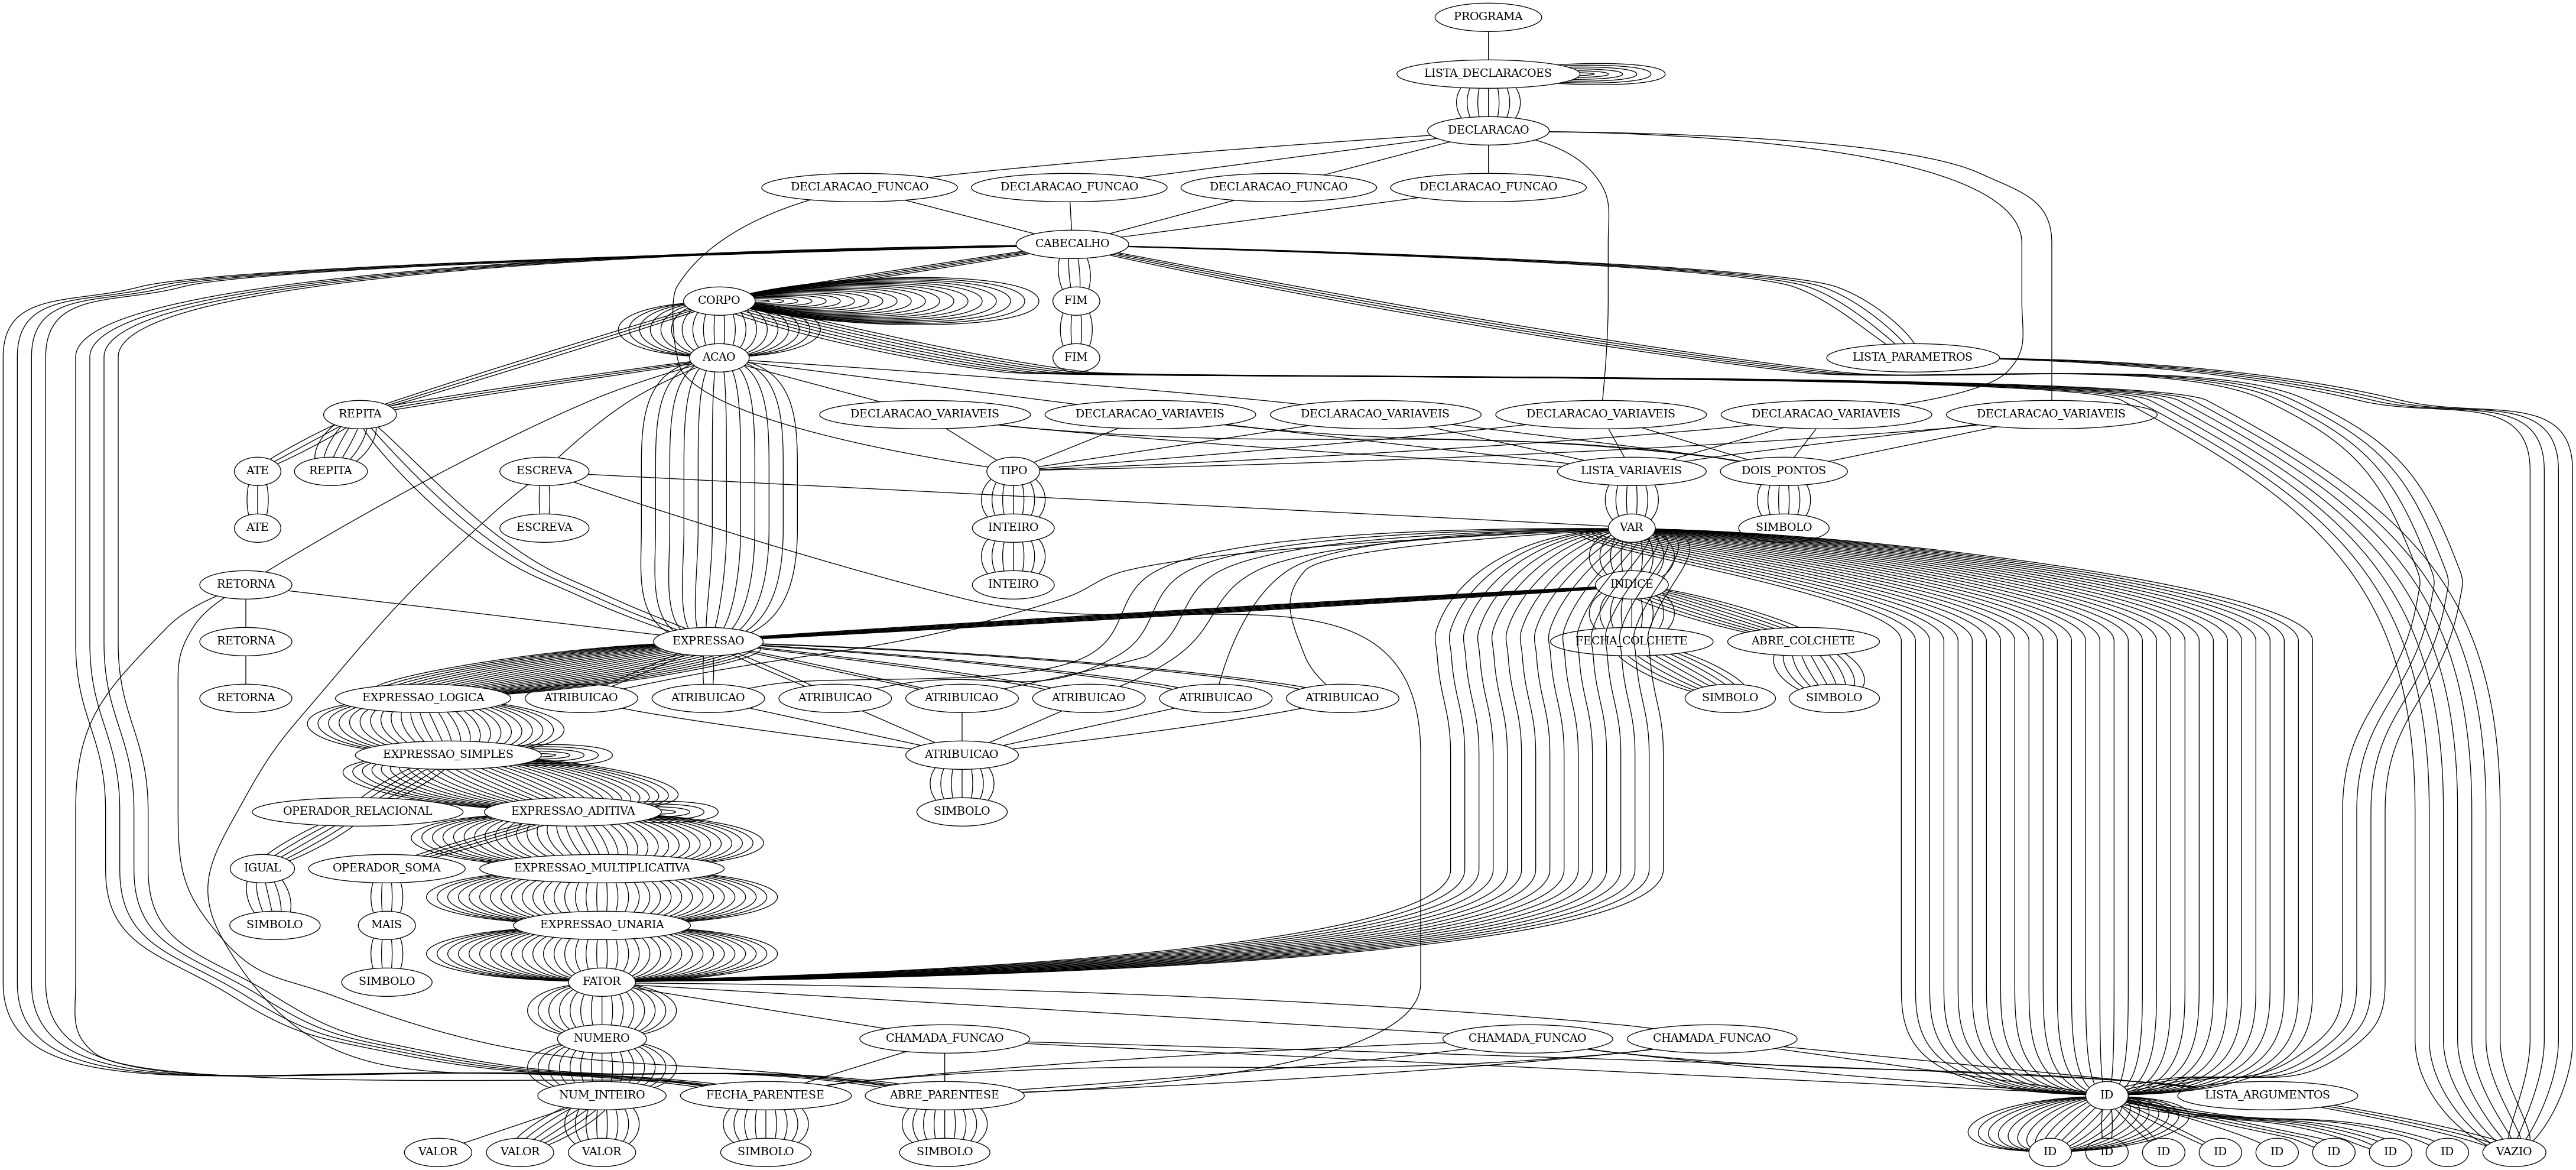 PROGRAMA
LISTA_DECLARACOES
DECLARACAO
DECLARACAO_FUNCAO
DECLARACAO_FUNCAO
DECLARACAO_FUNCAO
DECLARACAO_FUNCAO
CABECALHO
CORPO
FIM
ACAO
FIM
LISTA_PARAMETROS
REPITA
DECLARACAO_VARIAVEIS
DECLARACAO_VARIAVEIS
DECLARACAO_VARIAVEIS
DECLARACAO_VARIAVEIS
DECLARACAO_VARIAVEIS
DECLARACAO_VARIAVEIS
ATE
REPITA
ESCREVA
TIPO
LISTA_VARIAVEIS
DOIS_PONTOS
ATE
ESCREVA
INTEIRO
VAR
SIMBOLO
RETORNA
INTEIRO
INDICE
RETORNA
EXPRESSAO
FECHA_COLCHETE
ABRE_COLCHETE
RETORNA
EXPRESSAO_LOGICA
ATRIBUICAO
ATRIBUICAO
ATRIBUICAO
ATRIBUICAO
ATRIBUICAO
ATRIBUICAO
ATRIBUICAO
SIMBOLO
SIMBOLO
EXPRESSAO_SIMPLES
ATRIBUICAO
OPERADOR_RELACIONAL
EXPRESSAO_ADITIVA
SIMBOLO
IGUAL
OPERADOR_SOMA
EXPRESSAO_MULTIPLICATIVA
SIMBOLO
MAIS
EXPRESSAO_UNARIA
SIMBOLO
FATOR
NUMERO
CHAMADA_FUNCAO
CHAMADA_FUNCAO
CHAMADA_FUNCAO
NUM_INTEIRO
FECHA_PARENTESE
ABRE_PARENTESE
ID
LISTA_ARGUMENTOS
VALOR
VALOR
VALOR
SIMBOLO
SIMBOLO
ID
ID
ID
ID
ID
ID
ID
ID
VAZIO